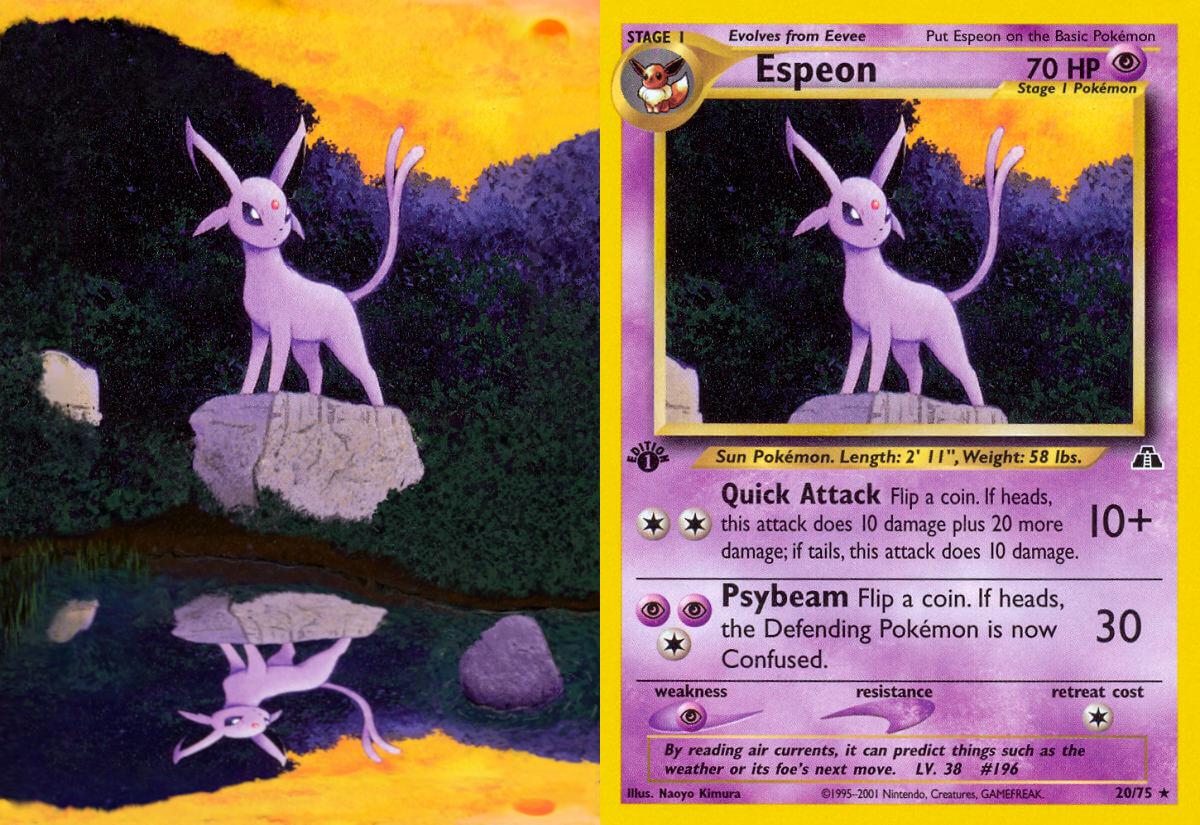 STAGE 1 Evolves from Eevee Put Espeon on the Basic Pokémon
Espeon 70 HP
Stage 1 Pokémon
EDITION 1
Sun Pokémon. Length: 2' 11", Weight: 58 lbs.
Quick Attack Flip a coin. If heads,
this attack does 10 damage plus 20 more
damage; if tails, this attack does 10 damage.
10+
Psybeam Flip a coin. If heads,
the Defending Pokémon is now
Confused.
30
weakness resistance retreat cost
By reading air currents, it can predict things such as the
weather or its foe's next move. LV. 38 #196
Illus. Naoyo Kimura ©1995–2001 Nintendo, Creatures, GAMEFREAK. 20/75 ★